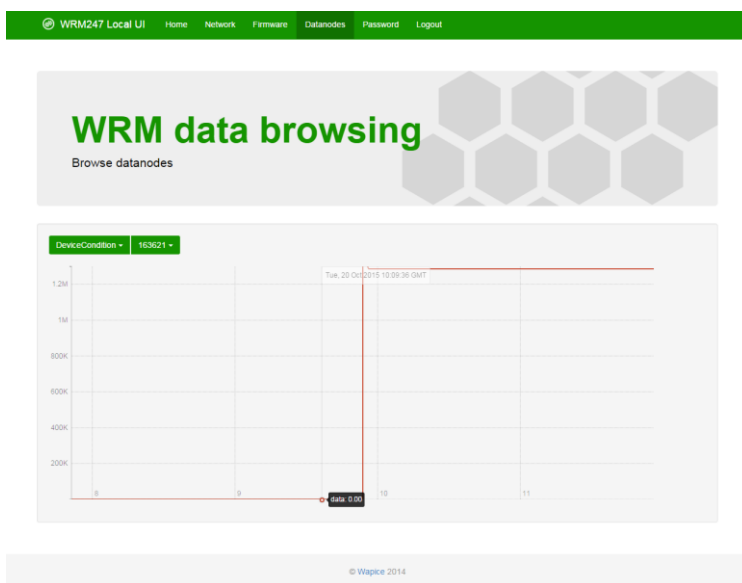 WRM247 Local UI Home Network Firmware Datanodes Password Logout
WRM data browsing
Browse datanodes
DeviceCondition 163621
Tue, 20 Oct 2015 10:09:36 GMT
1.2M
1M
800K
600K
400K
200K
8 9 10 11
data: 0.00
© Wapice 2014